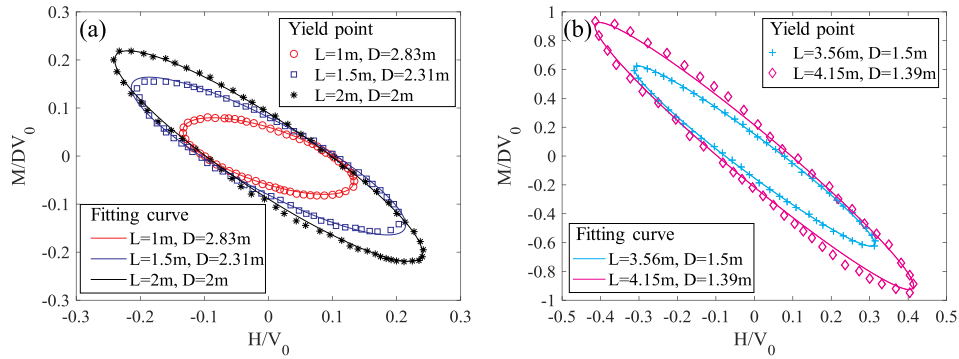 (a)
Yield point
L=1m, D=2.83m
L=1.5m, D=2.31m
L=2m, D=2m
M/DV0
0.3
0.2
0.1
0
-0.1
-0.2
-0.3
Fitting curve
L=1m, D=2.83m
L=1.5m, D=2.31m
L=2m, D=2m
-0.3 -0.2 -0.1 0 0.1 0.2 0.3
H/V0
(b)
Yield point
L=3.56m, D=1.5m
L=4.15m, D=1.39m
M/DV0
1
0.8
0.6
0.4
0.2
0
-0.2
-0.4
-0.6
-0.8
-1
Fitting curve
L=3.56m, D=1.5m
L=4.15m, D=1.39m
-0.5 -0.4 -0.3 -0.2 -0.1 0 0.1 0.2 0.3 0.4 0.5
H/V0